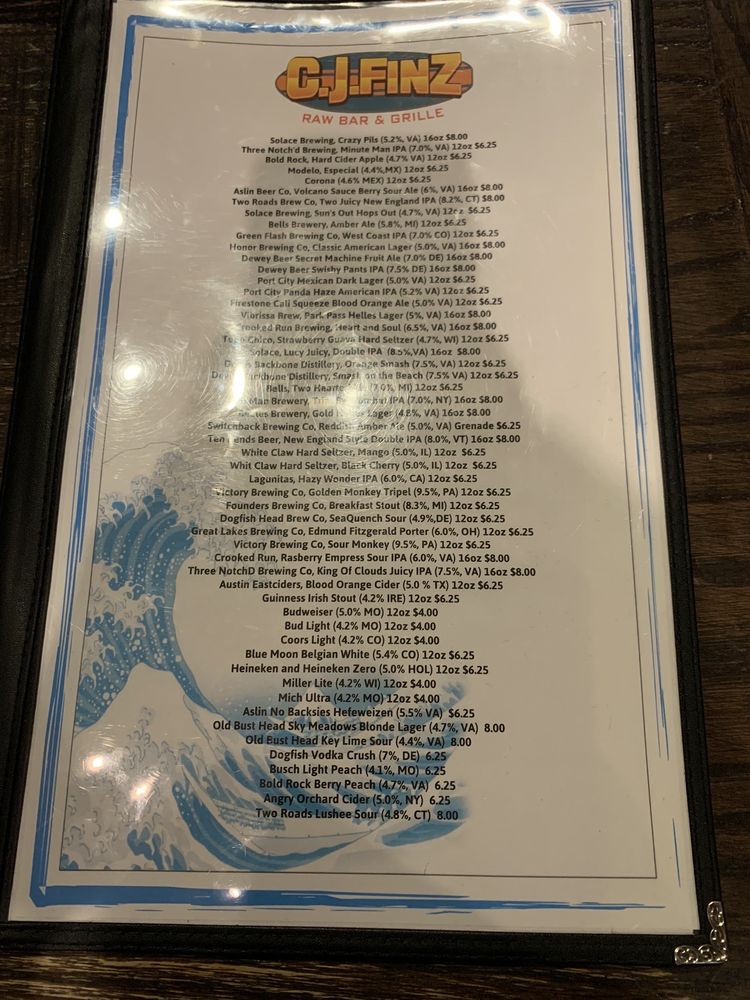 C.J.FINZ
RAW BAR & GRILLE
Solace Brewing, Crazy Pils (5.2%, VA) 16oz $8.00
Three Notch'd Brewing, Minute Man IPA (7.0%, VA) 12oz $6.25
Bold Rock, Hard Cider Apple (4.7% VA) 12oz $6.25
Modelo, Especial (4.4%,MX) 12oz $6.25
Corona (4.6% MEX) 12oz $6.25
Aslin Beer Co, Volcano Sauce Berry Sour Ale (6%, VA) 16oz $8.00
Two Roads Brew Co, Two Juicy New England IPA (8.2%, CT) $8.00
Solace Brewing, Sun's Out Hops Out (4.7%, VA) 12oz $6.25
Bells Brewery, Amber Ale (5.8%, MI) 12oz $6.25
Green Flash Brewing Co, West Coast IPA (7.0% CO) 12oz $6.25
Honor Brewing Co, Classic American Lager (5.0%, VA) 16oz $8.00
Dewey Beer Secret Machine Fruit Ale (7.0% DE) 16oz $8.00
Dewey Beer Swishy Pants IPA (7.5% DE) 16oz $8.00
Port City Mexican Dark Lager (5.0% VA) 12oz $6.25
Port City Panda Haze American IPA (5.2% VA) 12oz $6.25
Firestone Cali Squeeze Blood Orange Ale (5.0% VA) 12oz $6.25
Vibrissa Brew, Park Pass Helles Lager (5%, VA) 16oz $8.00
Crooked Run Brewing, Heart and Soul (6.5%, VA) 16oz $8.00
Chico, Strawberry Guava Hard Seltzer (4.7%, WI) 12oz $6.25
Solace, Lucy Juicy, Double IPA (8.5%,VA) 16oz $8.00
Backbone Distillery, Orange Smash (7.5%, VA) 12oz $6.25
Backbone Distillery, Smash on the Beach (7.5% VA) 12oz $6.25
Bells, Two Hearted (7.0%, MI) 12oz $6.25
Man Brewery, IPA (7.0%, NY) 16oz $8.00
Brewery, Gold Lager (4.8%, VA) 16oz $8.00
Switchback Brewing Co, Reddish Amber Ale (5.0%, VA) Grenade $6.25
Ten Bends Beer, New England Style Double IPA (8.0%, VT) 16oz $8.00
White Claw Hard Seltzer, Mango (5.0%, IL) 12oz $6.25
Whit Claw Hard Seltzer, Black Cherry (5.0%, IL) 12oz $6.25
Lagunitas, Hazy Wonder IPA (6.0%, CA) 12oz $6.25
Victory Brewing Co, Golden Monkey Tripel (9.5%, PA) 12oz $6.25
Founders Brewing Co, Breakfast Stout (8.3%, MI) 12oz $6.25
Dogfish Head Brew Co, SeaQuench Sour (4.9%,DE) 12oz $6.25
Great Lakes Brewing Co, Edmund Fitzgerald Porter (6.0%, OH) 12oz $6.25
Victory Brewing Co, Sour Monkey (9.5%, PA) 12oz $6.25
Crooked Run, Rasberry Empress Sour IPA (6.0%, VA) 16oz $8.00
Three NotchD Brewing Co, King Of Clouds Juicy IPA (7.5%, VA) 16oz $8.00
Austin Eastciders, Blood Orange Cider (5.0 % TX) 12oz $6.25
Guinness Irish Stout (4.2% IRE) 12oz $6.25
Budweiser (5.0% MO) 12oz $4.00
Bud Light (4.2% MO) 12oz $4.00
Coors Light (4.2% CO) 12oz $4.00
Blue Moon Belgian White (5.4% CO) 12oz $6.25
Heineken and Heineken Zero (5.0% HOL) 12oz $6.25
Miller Lite (4.2% WI) 12oz $4.00
Mich Ultra (4.2% MO) 12oz $4.00
Aslin No Backsies Hefeweizen (5.5% VA) $6.25
Old Bust Head Sky Meadows Blonde Lager (4.7%, VA) 8.00
Old Bust Head Key Lime Sour (4.4%, VA) 8.00
Dogfish Vodka Crush (7%, DE) 6.25
Busch Light Peach (4.1%, MO) 6.25
Bold Rock Berry Peach (4.7%, VA) 6.25
Angry Orchard Cider (5.0%, NY) 6.25
Two Roads Lushee Sour (4.8%, CT) 8.00